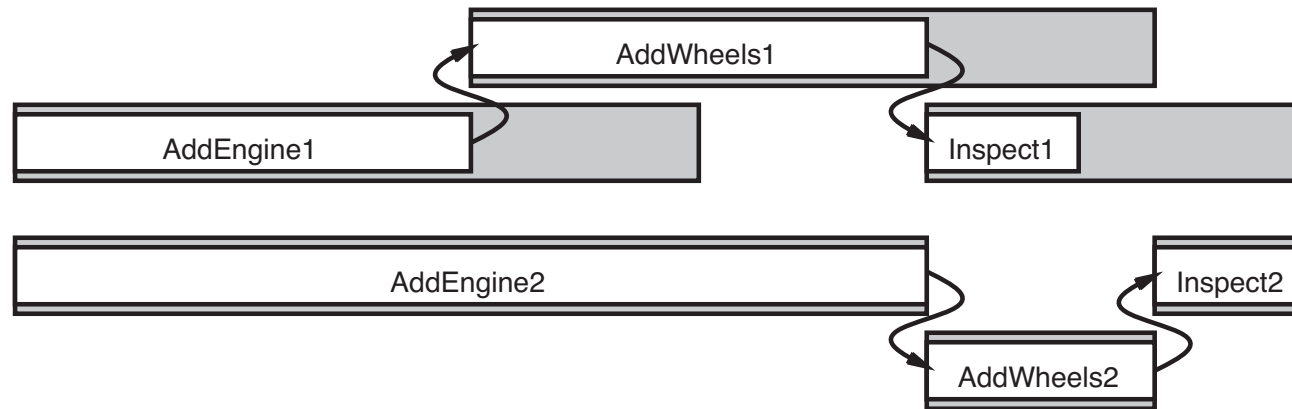 AddWheels1
AddEngine1
Inspect1
AddEngine2
Inspect2
AddWheels2